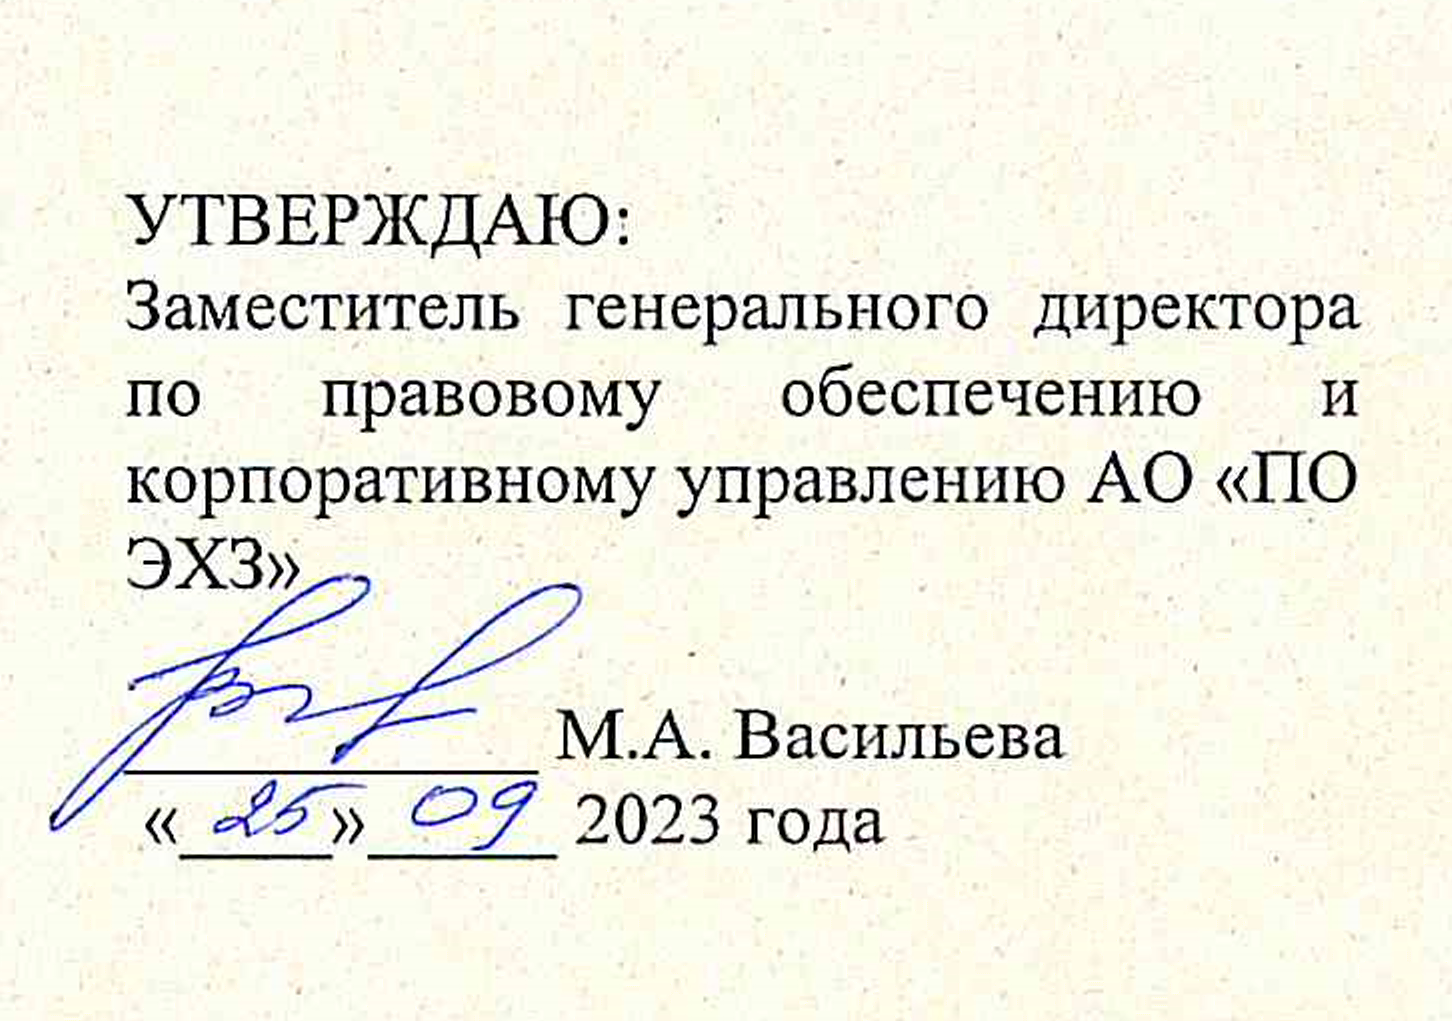 УТВЕРЖДАЮ:
Заместитель генерального директора
по правовому обеспечению и
корпоративному управлению АО «ПО
ЭХЗ»
М.А. Васильева
«25» 09 2023 года